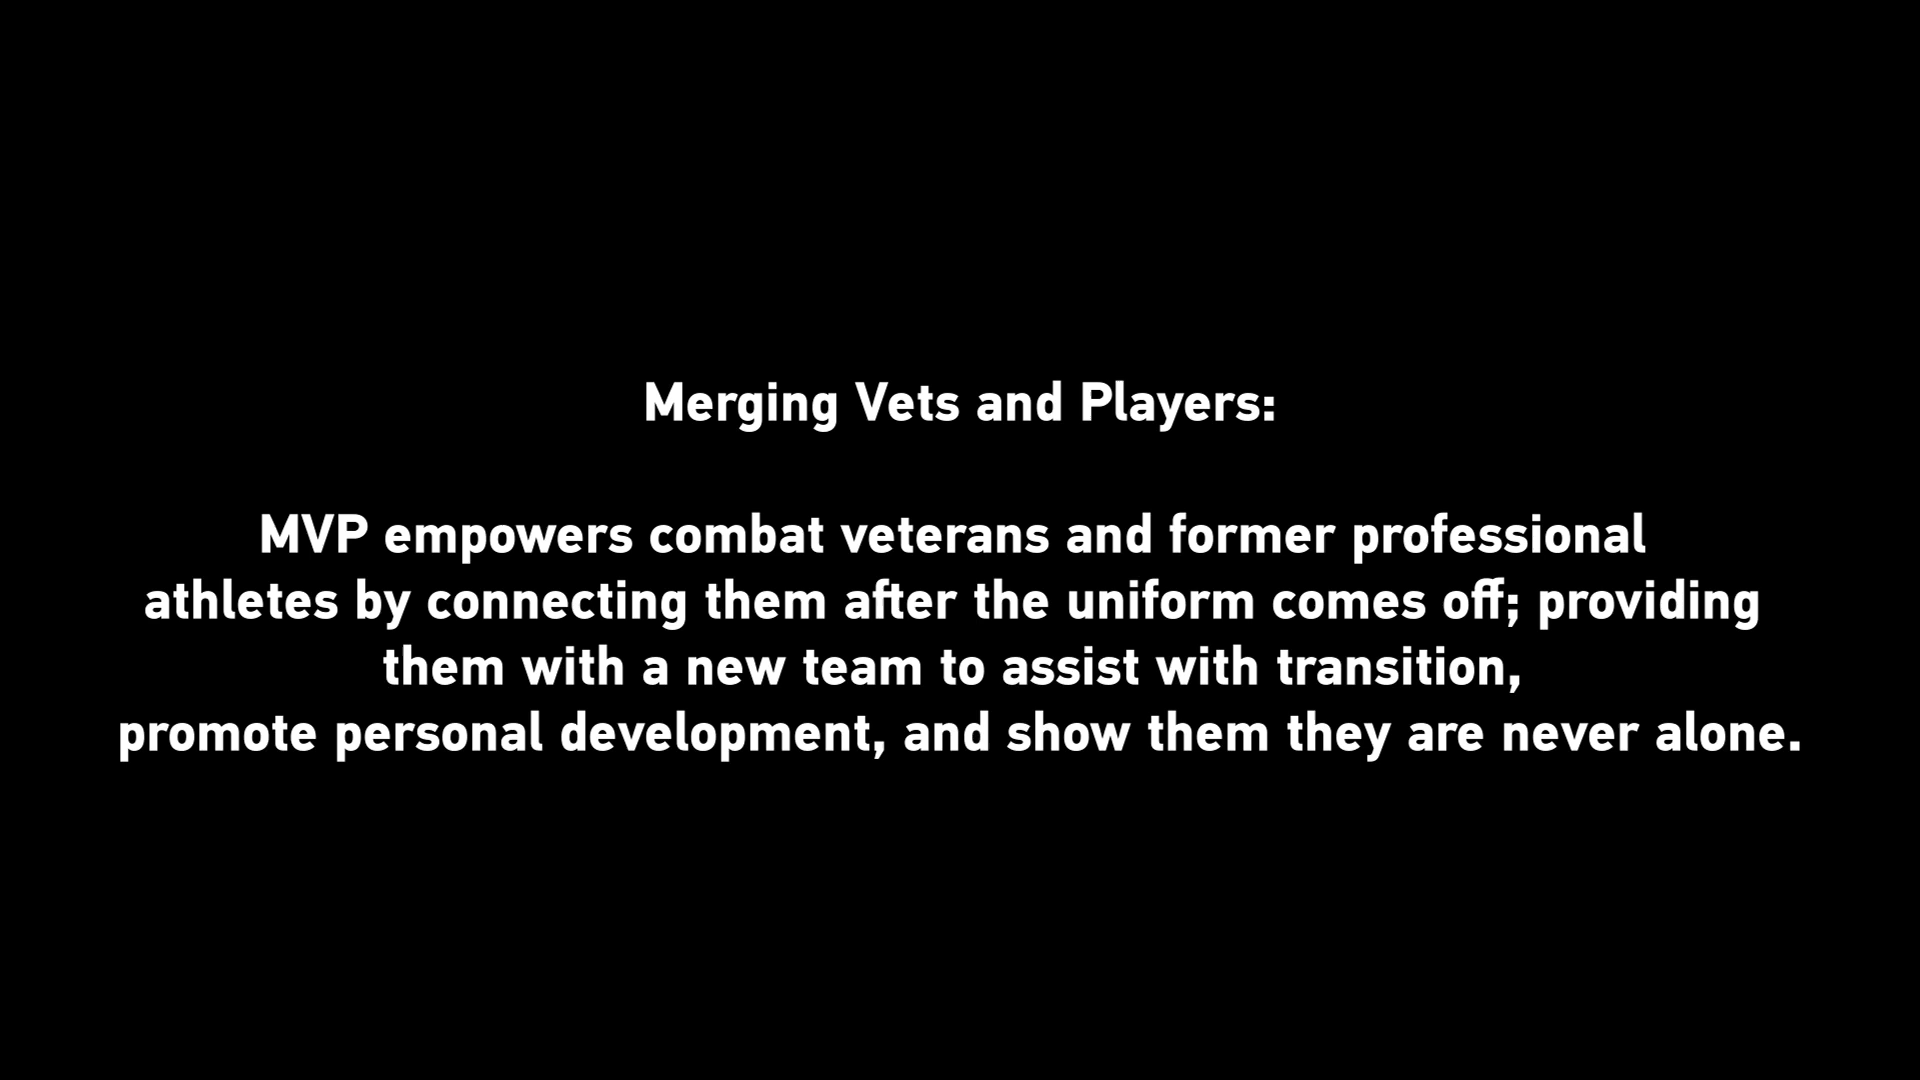 Merging Vets and Players:
MVP empowers combat veterans and former professional
athletes by connecting them after the uniform comes off; providing
them with a new team to assist with transition,
promote personal development, and show them they are never alone.